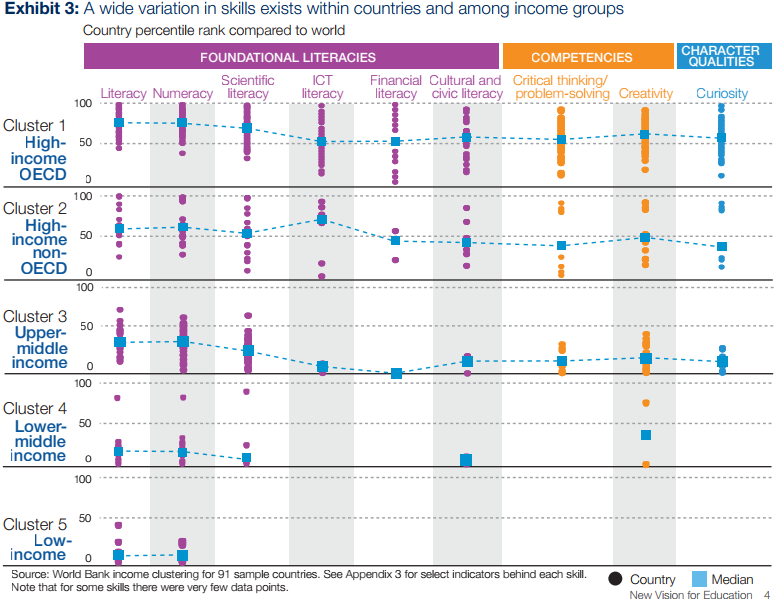 Exhibit 3: A wide variation in skills exists within countries and among income groups
Country percentile rank compared to world
FOUNDATIONAL LITERACIES
COMPETENCIES
CHARACTER
QUALITIES
Literacy
Numeracy
Scientific
literacy
ICT
literacy
Financial
literacy
Cultural and
civic literacy
Critical thinking/
problem-solving
Creativity
Curiosity
Cluster 1
High-
income
OECD
100
50
0
Cluster 2
High-
income
non-
OECD
100
50
0
Cluster 3
Upper-
middle
income
100
50
0
Cluster 4
Lower-
middle
income
100
50
0
Cluster 5
Low-
income
100
50
0
Source: World Bank income clustering for 91 sample countries. See Appendix 3 for select indicators behind each skill.
Note that for some skills there were very few data points.
Country
Median
New Vision for Education 4